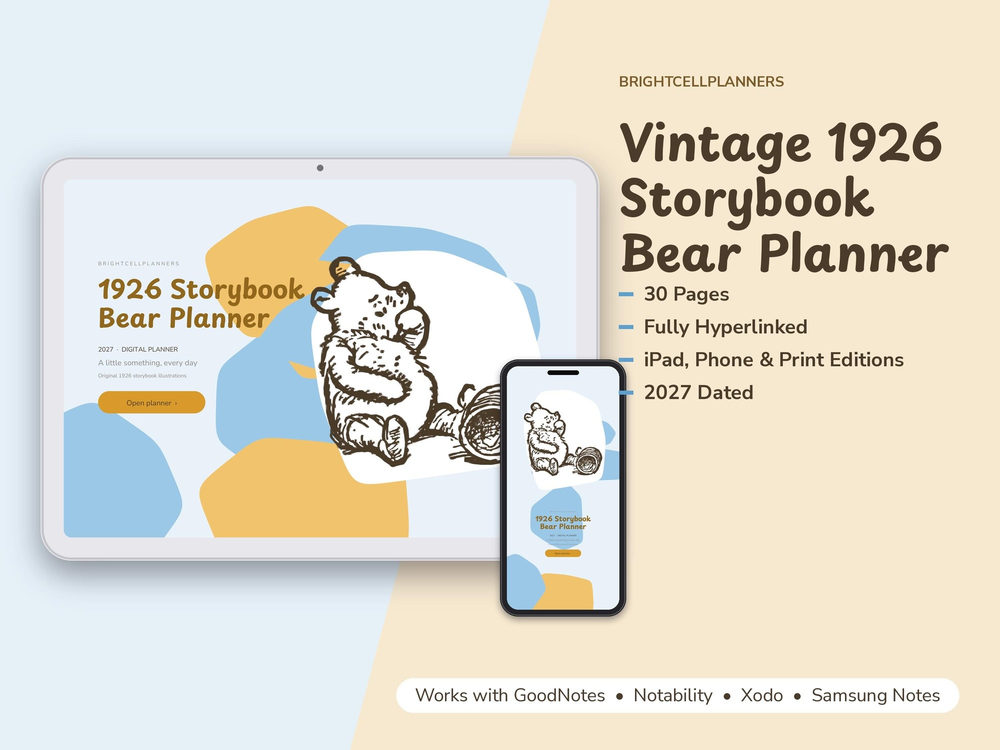 BRIGHTCELLPLANNERS
Vintage 1926
Storybook
Bear Planner
30 Pages
Fully Hyperlinked
iPad, Phone & Print Editions
2027 Dated
BRIGHTCELLPLANNERS
1926 Storybook
Bear Planner
2027 · DIGITAL PLANNER
A little something, every day
Original 1926 storybook illustrations
Open planner ›
1926 Storybook
Bear Planner
Works with GoodNotes • Notability • Xodo • Samsung Notes